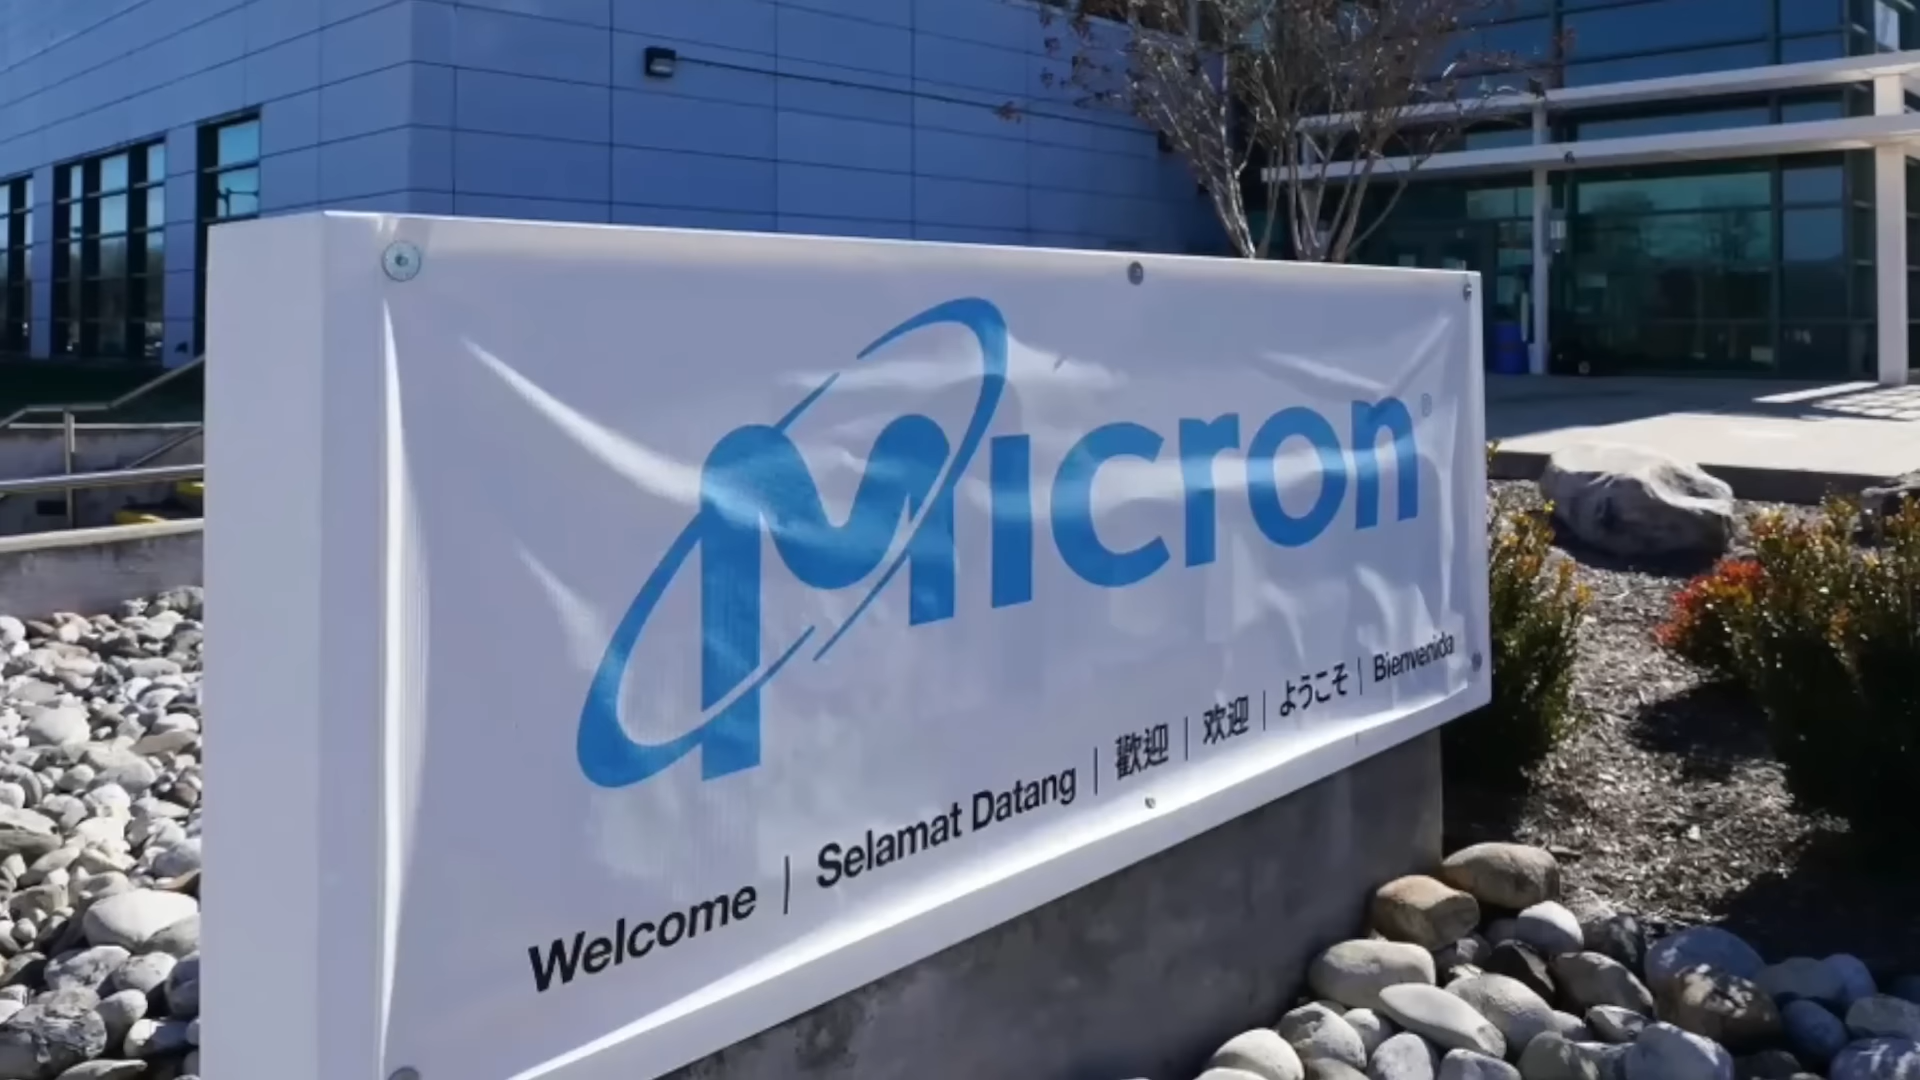 Micron®
Welcome | Selamat Datang | 歡迎 | 欢迎 | ようこそ | Bienvenida